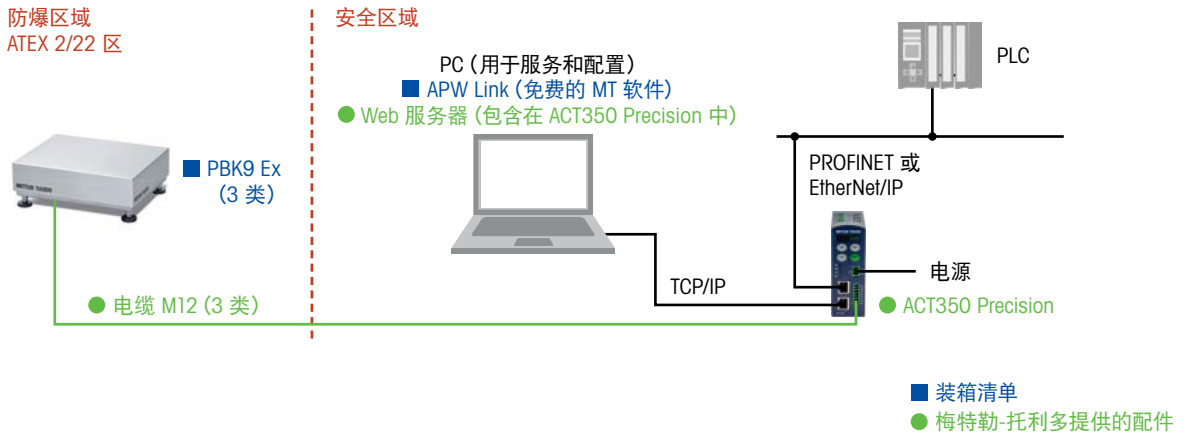 防爆区域
ATEX 2/22 区
安全区域
PC (用于服务和配置)
■ APW Link (免费的 MT 软件)
● Web 服务器 (包含在 ACT350 Precision 中)
PLC
■ PBK9 Ex
(3 类)
PROFINET 或
EtherNet/IP
电源
TCP/IP
● 电缆 M12 (3 类)
● ACT350 Precision
■ 装箱清单
● 梅特勒-托利多提供的配件